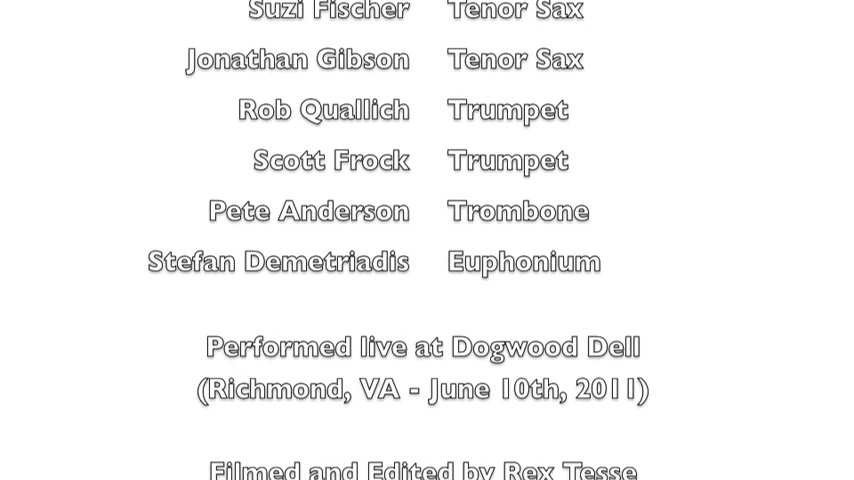 Suzi Fischer Tenor Sax
Jonathan Gibson Tenor Sax
Rob Quallich Trumpet
Scott Frock Trumpet
Pete Anderson Trombone
Stefan Demetriadis Euphonium
Performed live at Dogwood Dell
(Richmond, VA - June 10th, 2011)
Filmed and Edited by Rex Tesse